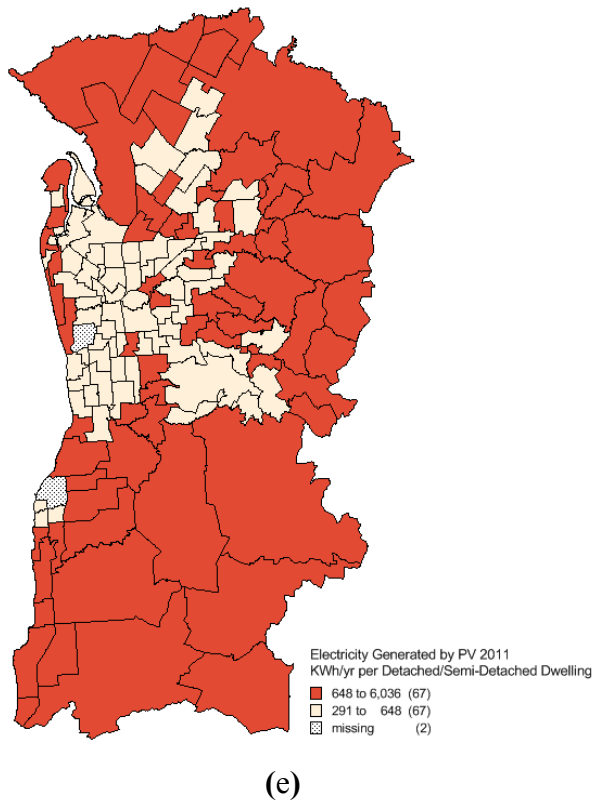 Electricity Generated by PV 2011
KWh/yr per Detached/Semi-Detached Dwelling
648 to 6,036 (67)
291 to 648 (67)
missing (2)
(e)